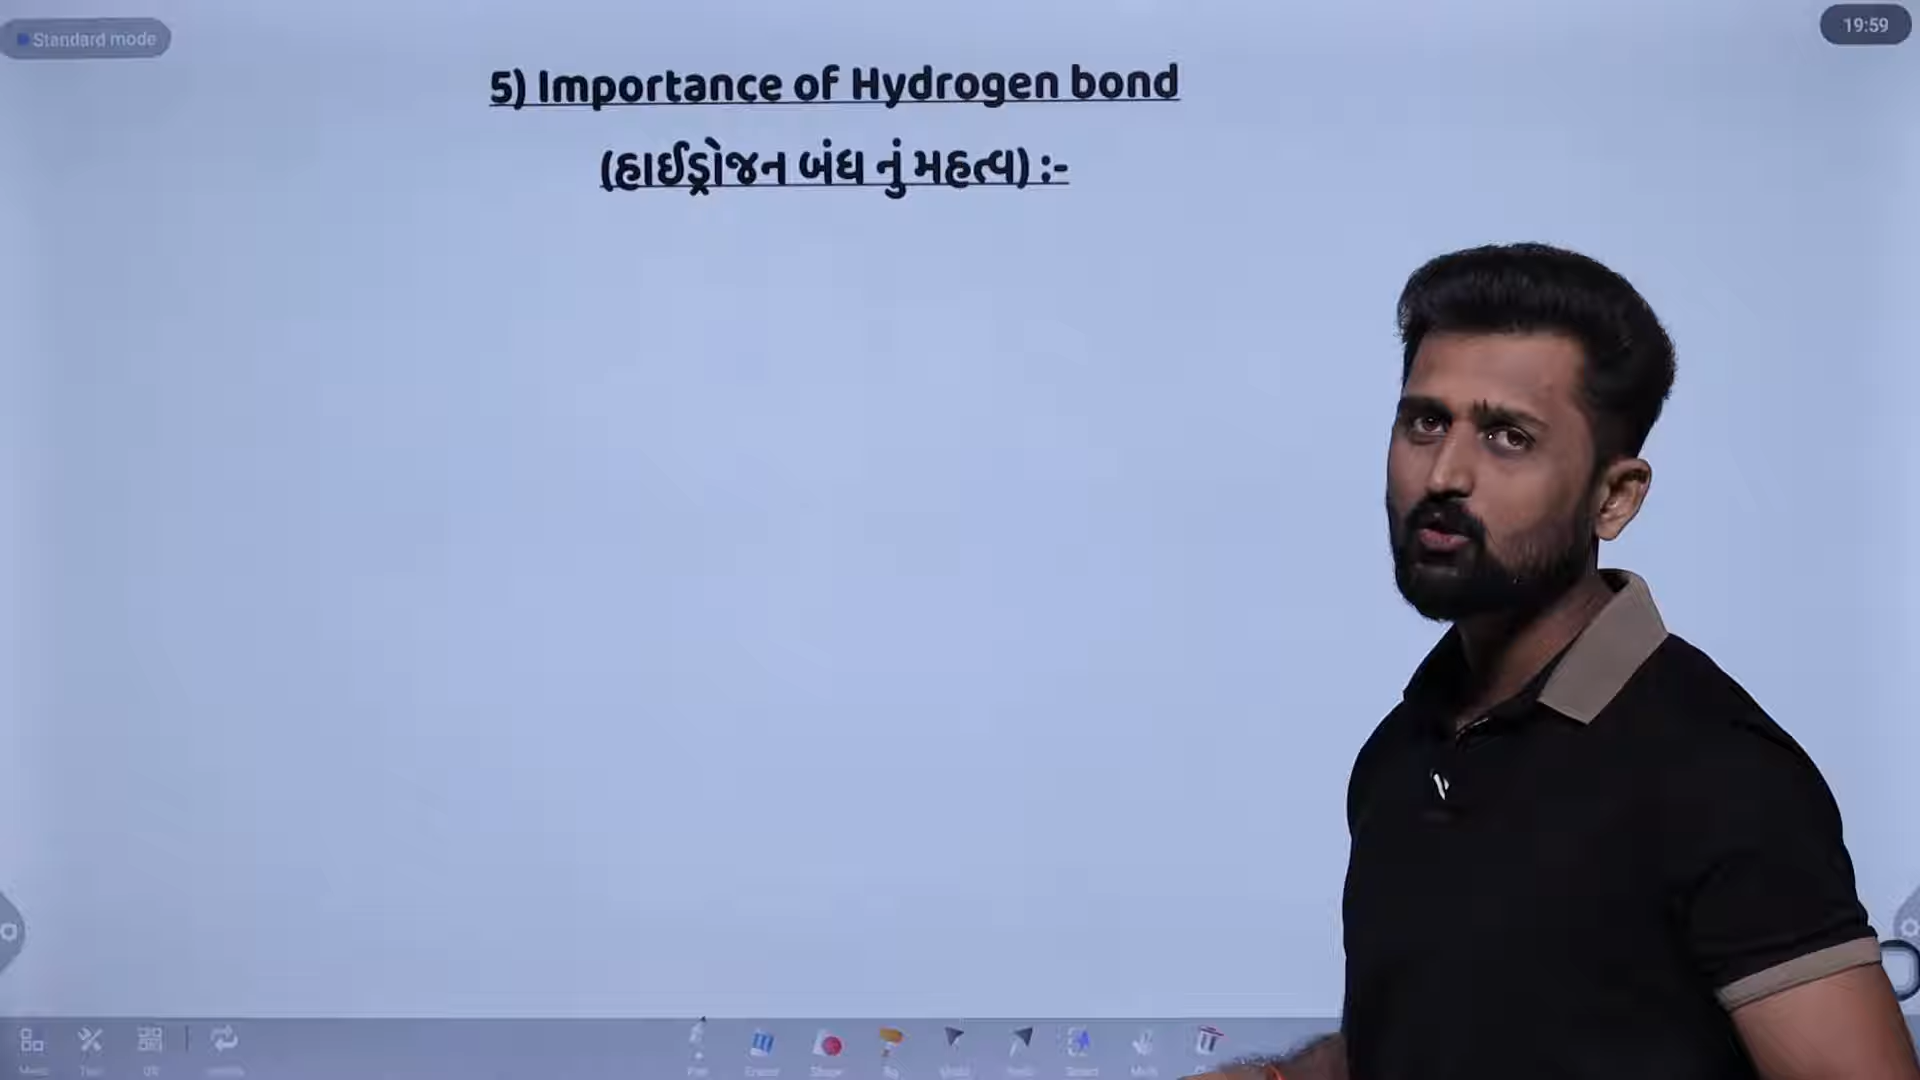 Standard mode
19:59
5) Importance of Hydrogen bond
(હાઈડ્રોજન બંધ નું મહત્વ) :-